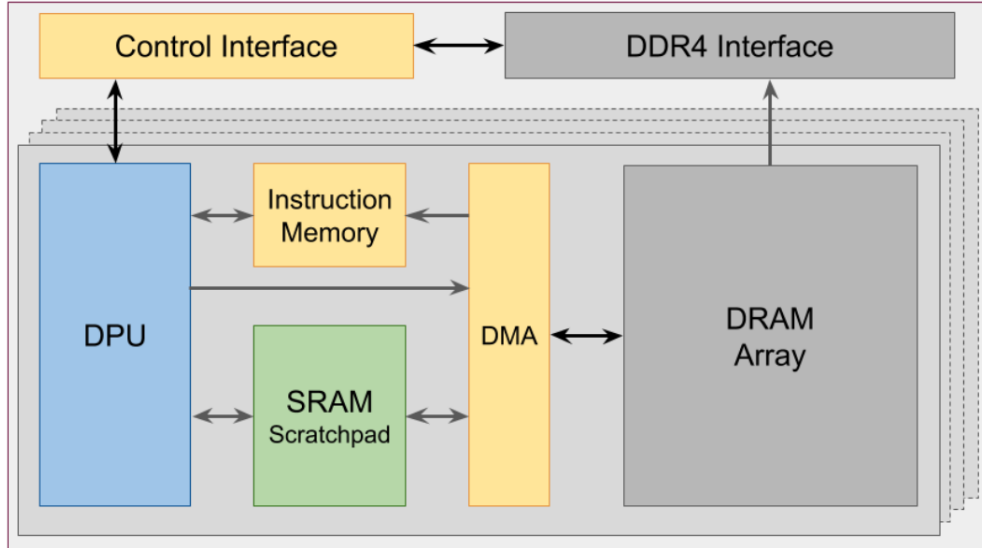 Control Interface
DDR4 Interface
Instruction
Memory
DPU
SRAM
Scratchpad
DMA
DRAM
Array